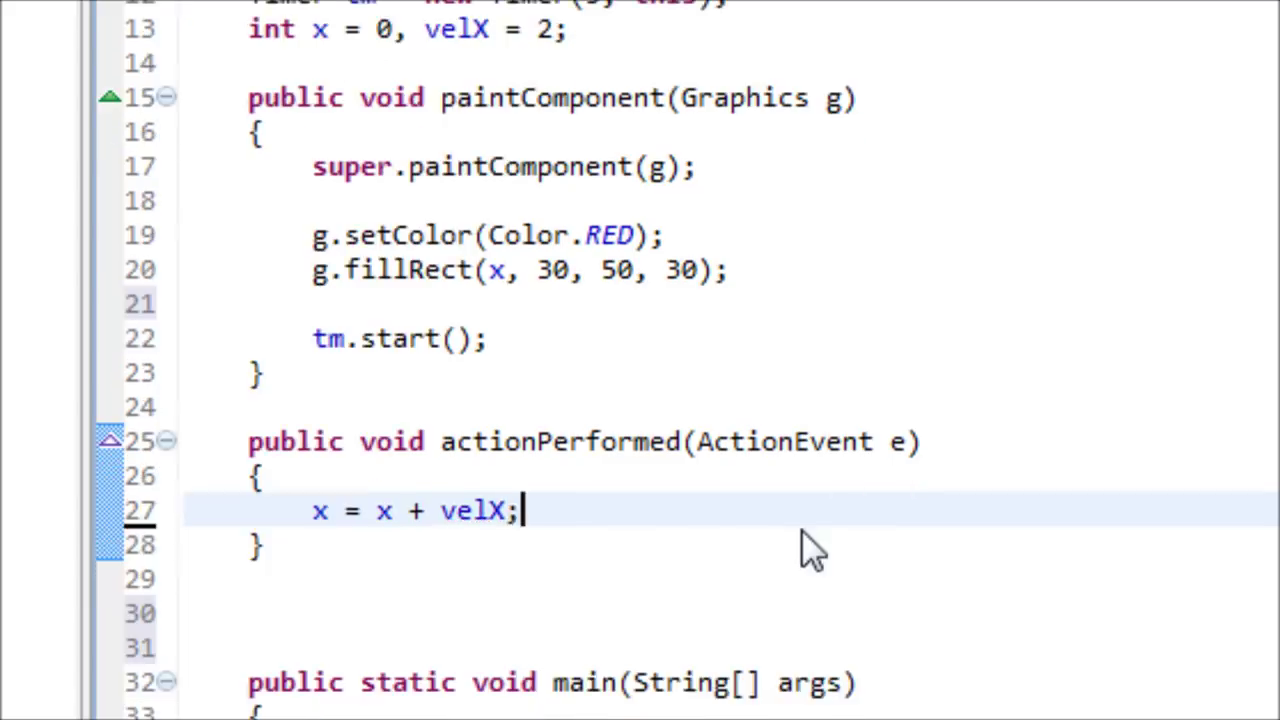 13 int x = 0, velX = 2;
14
15 public void paintComponent(Graphics g)
16 {
17 super.paintComponent(g);
18
19 g.setColor(Color.RED);
20 g.fillRect(x, 30, 50, 30);
21
22 tm.start();
23 }
24
25 public void actionPerformed(ActionEvent e)
26 {
27 x = x + velX;
28 }
29
30
31
32 public static void main(String[] args)
33 {